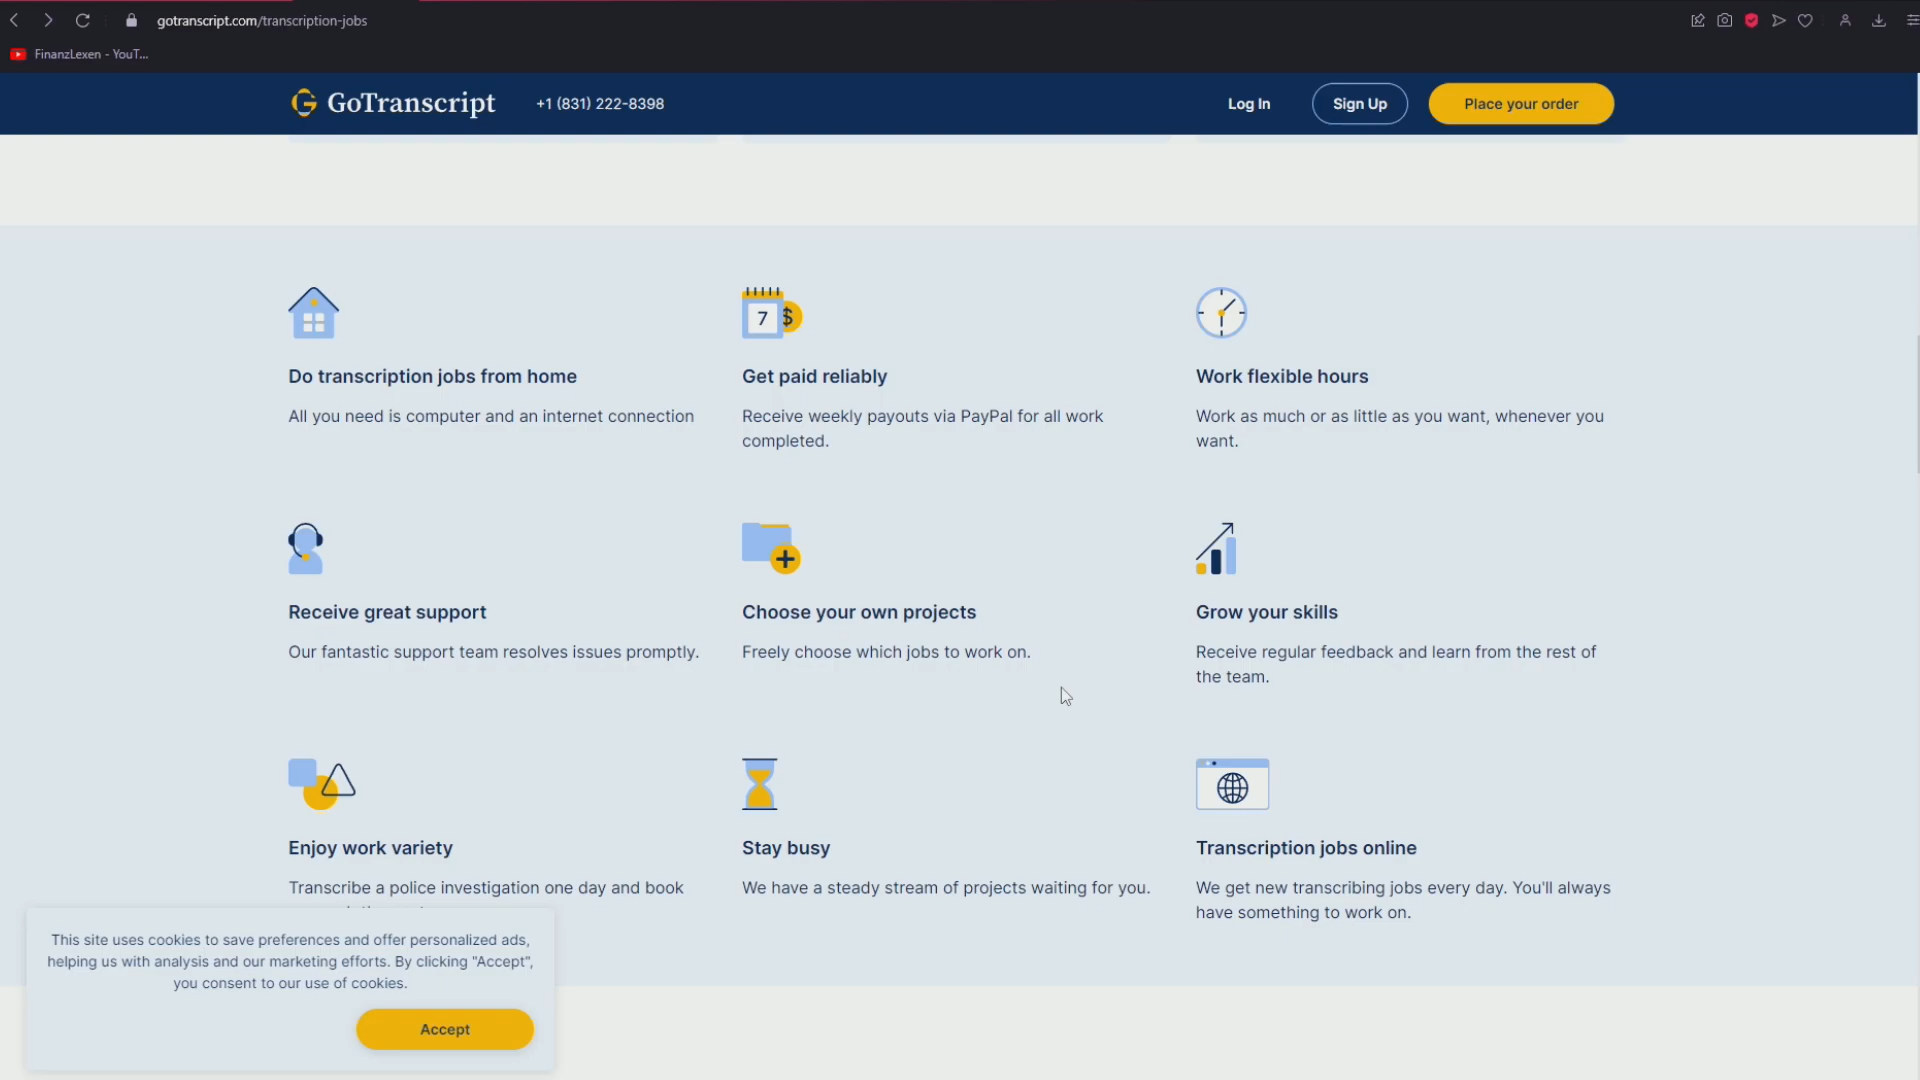 gotranscript.com/transcription-jobs
FinanzLexen - YouT...
GoTranscript
+1 (831) 222-8398
Log In
Sign Up
Place your order
7
$
Do transcription jobs from home
All you need is computer and an internet connection
Get paid reliably
Receive weekly payouts via PayPal for all work
completed.
Work flexible hours
Work as much or as little as you want, whenever you
want.
Receive great support
Our fantastic support team resolves issues promptly.
Choose your own projects
Freely choose which jobs to work on.
Grow your skills
Receive regular feedback and learn from the rest of
the team.
Enjoy work variety
Transcribe a police investigation one day and book
Stay busy
We have a steady stream of projects waiting for you.
Transcription jobs online
We get new transcribing jobs every day. You'll always
have something to work on.
This site uses cookies to save preferences and offer personalized ads,
helping us with analysis and our marketing efforts. By clicking "Accept",
you consent to our use of cookies.
Accept